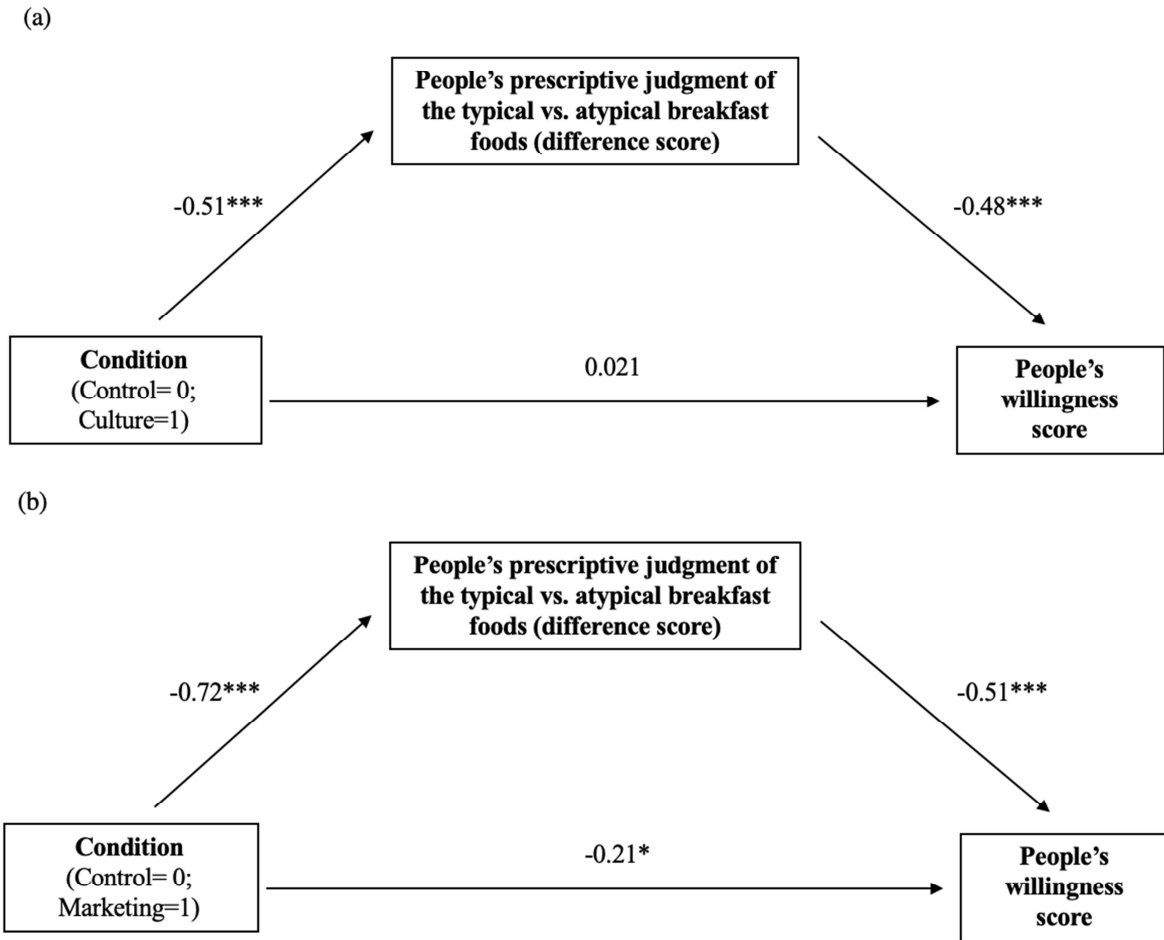 (a)
People’s prescriptive judgment of
the typical vs. atypical breakfast
foods (difference score)
-0.51***
-0.48***
Condition
(Control= 0;
Culture=1)
0.021
People’s
willingness
score
(b)
People’s prescriptive judgment of
the typical vs. atypical breakfast
foods (difference score)
-0.72***
-0.51***
Condition
(Control= 0;
Marketing=1)
-0.21*
People’s
willingness
score